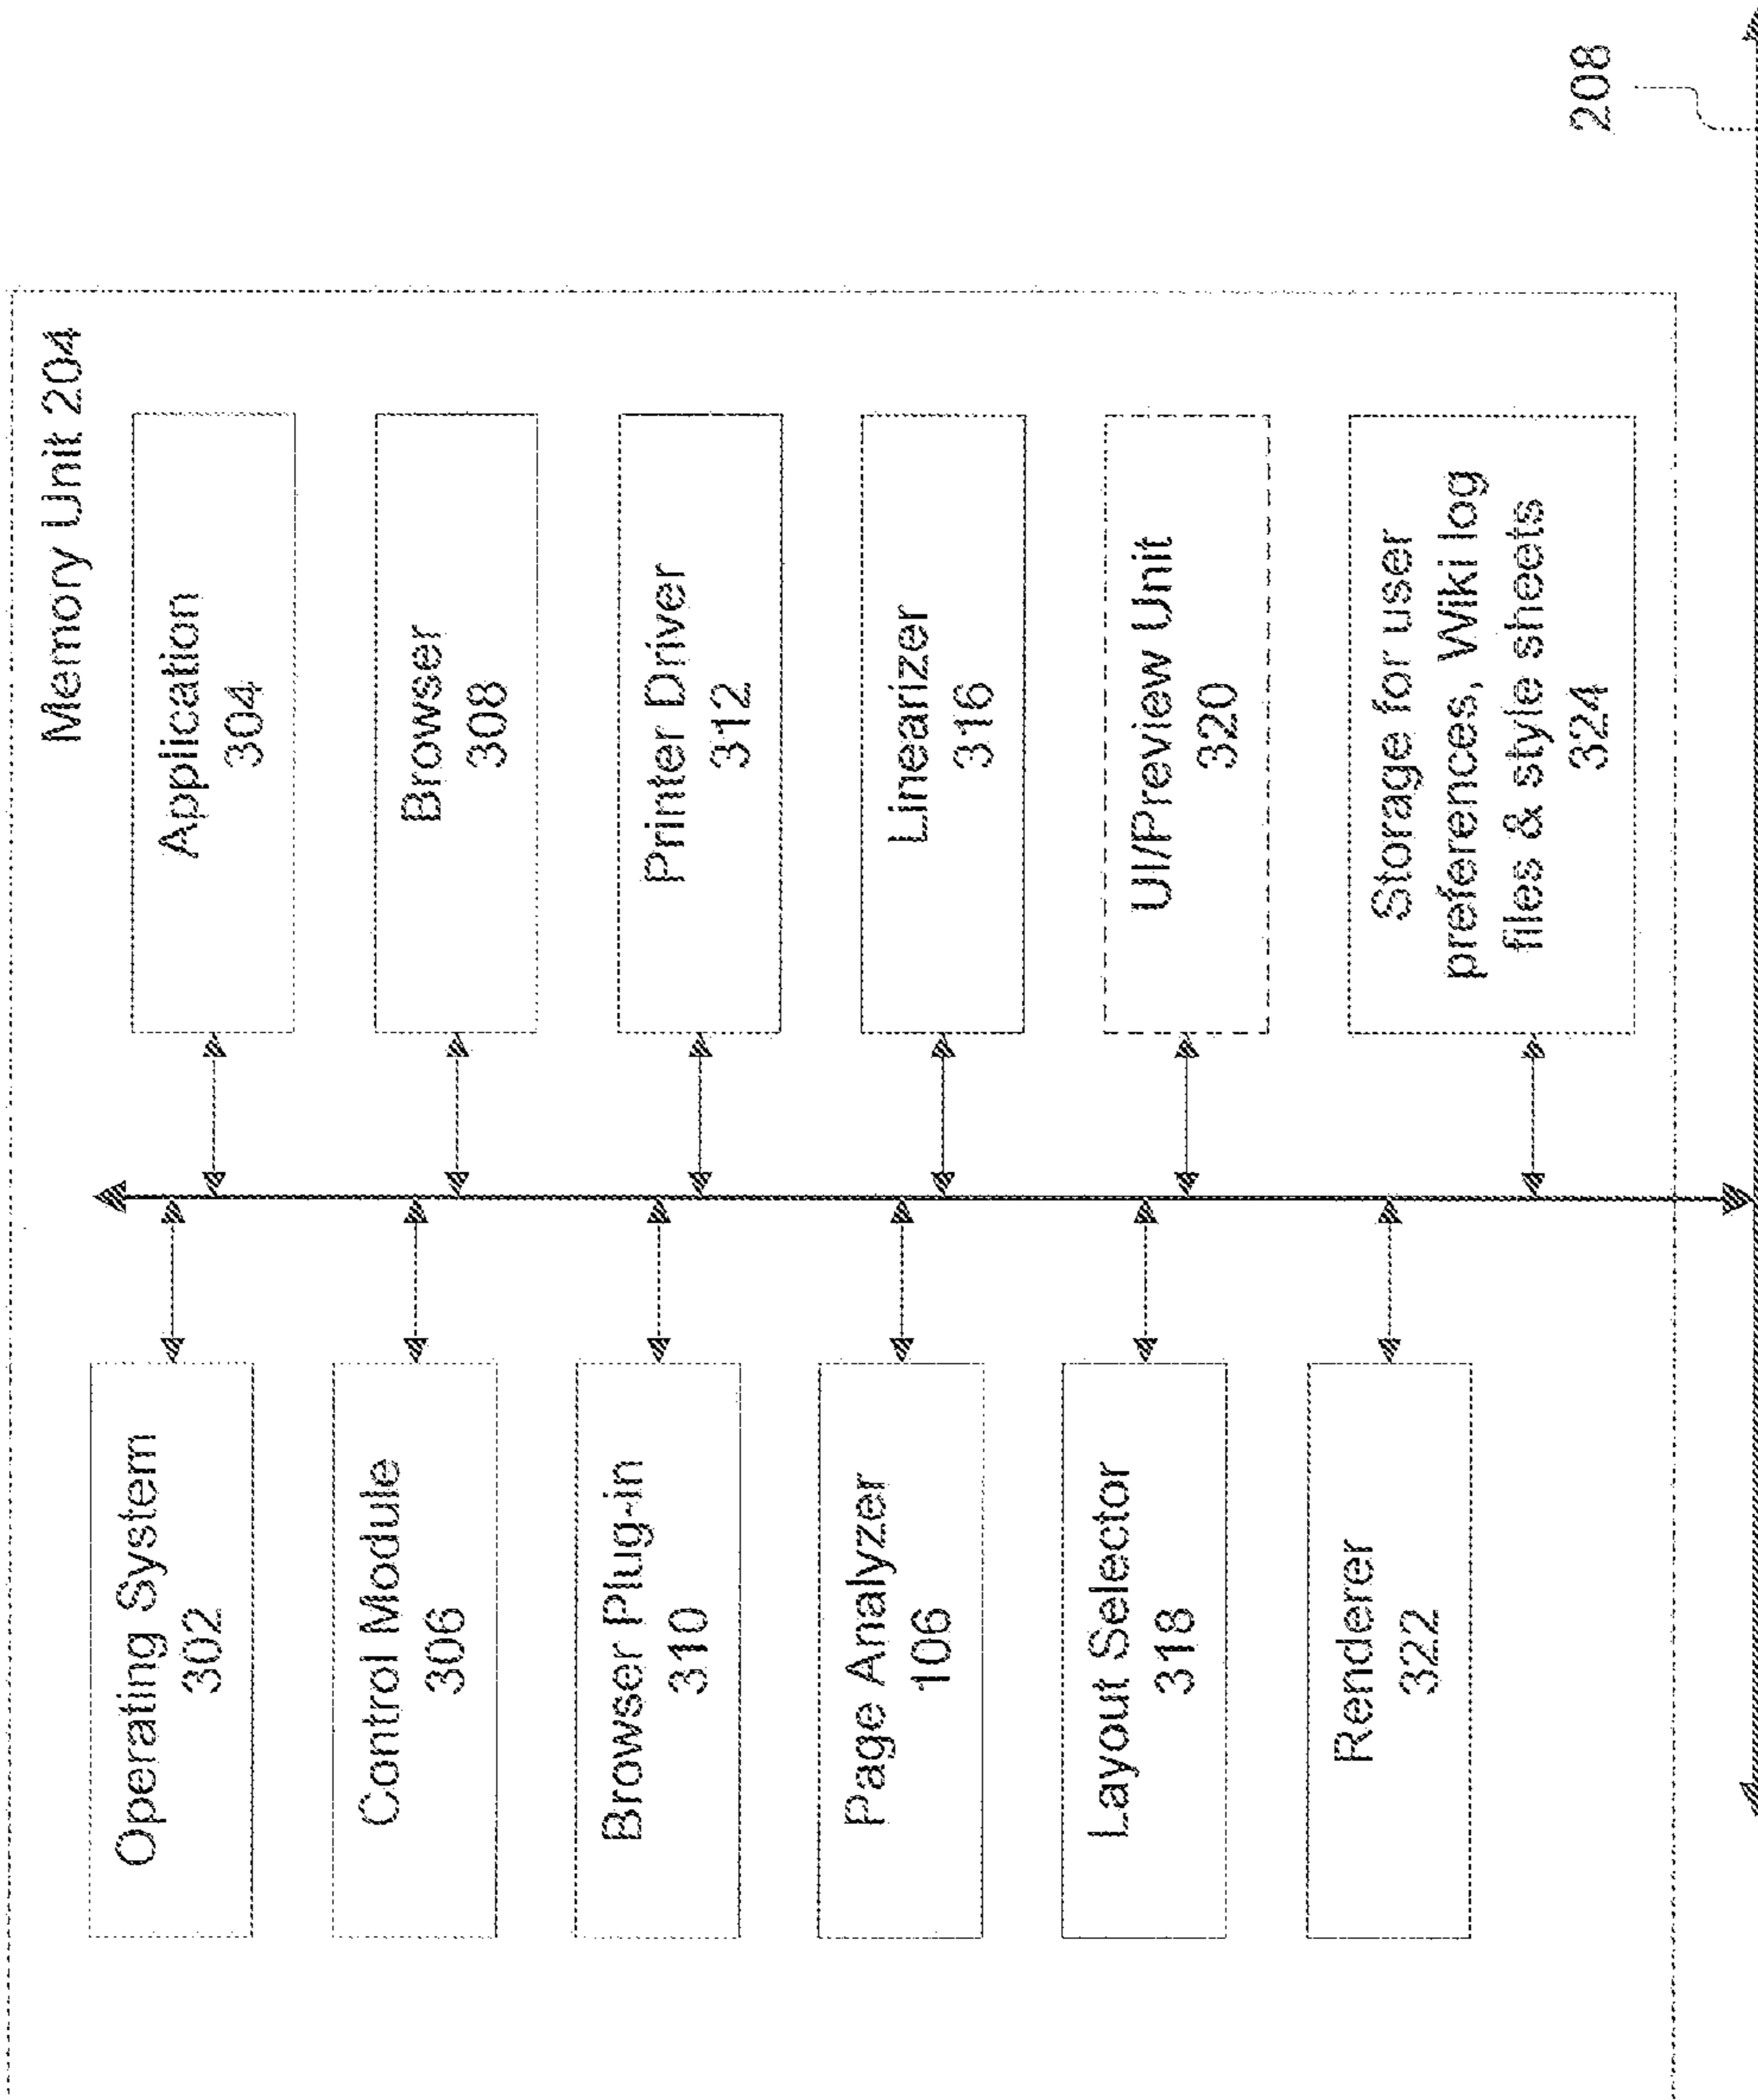 Memory Unit 204
Operating System
302
Application
304
Control Module
306
Browser
308
Browser Plug-in
310
Printer Driver
312
Page Analyzer
106
Linearizer
316
Layout Selector
318
UI/Preview Unit
320
Renderer
322
Storage for user
preferences, Wiki log
files & style sheets
324
208